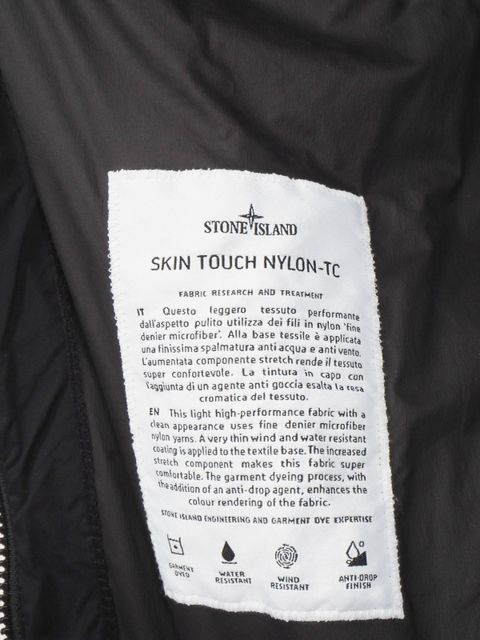 STONE ISLAND
SKIN TOUCH NYLON-TC
FABRIC RESEARCH AND TREATMENT
IT Questo leggero tessuto performante
dall'aspetto pulito utilizza dei fili in nylon 'fine
denier microfiber'. Alla base tessile è applicata
una finissima spalmatura anti acqua e anti vento.
L'aumentata componente stretch rende il tessuto
super confortevole. La tintura in capo con
l'aggiunta di un agente anti goccia esalta la resa
cromatica del tessuto.
EN This light high-performance fabric with a
clean appearance uses fine denier microfiber
nylon yarns. A very thin wind and water resistant
coating is applied to the textile base. The increased
stretch component makes this fabric super
comfortable. The garment dyeing process, with
the addition of an anti-drop agent, enhances the
colour rendering of the fabric.
STONE ISLAND ENGINEERING AND GARMENT DYE EXPERTISE
GARMENT
DYED
WATER
RESISTANT
WIND
RESISTANT
ANTI-DROP
FINISH